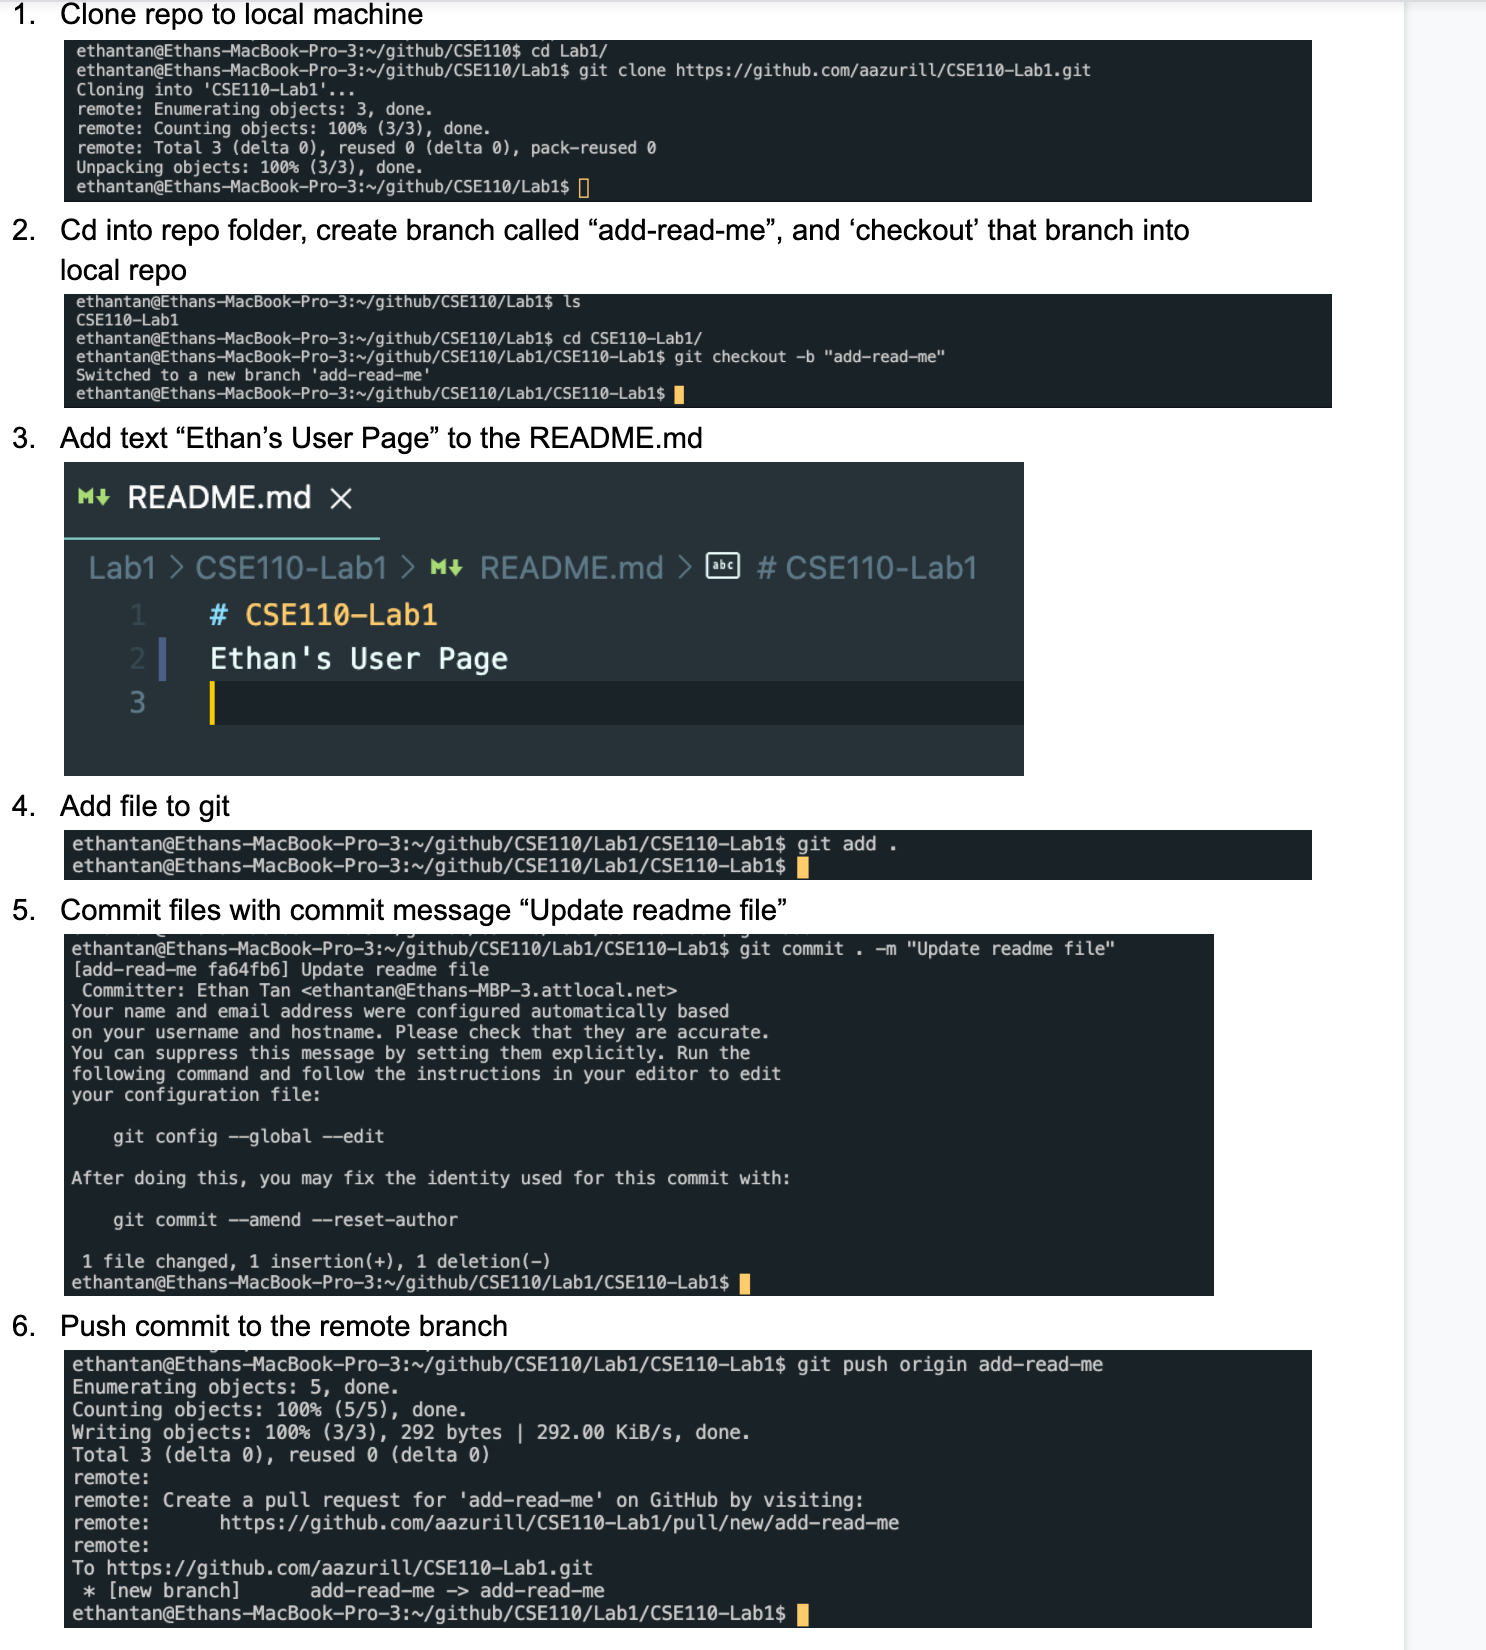 1. Clone repo to local machine
ethantan@Ethans-MacBook-Pro-3:~/github/CSE110$ cd Lab1/
ethantan@Ethans-MacBook-Pro-3:~/github/CSE110/Lab1$ git clone https://github.com/aazurill/CSE110-Lab1.git
Cloning into 'CSE110-Lab1'...
remote: Enumerating objects: 3, done.
remote: Counting objects: 100% (3/3), done.
remote: Total 3 (delta 0), reused 0 (delta 0), pack-reused 0
Unpacking objects: 100% (3/3), done.
ethantan@Ethans-MacBook-Pro-3:~/github/CSE110/Lab1$
2. Cd into repo folder, create branch called “add-read-me”, and ‘checkout’ that branch into
local repo
ethantan@Ethans-MacBook-Pro-3:~/github/CSE110/Lab1$ ls
CSE110-Lab1
ethantan@Ethans-MacBook-Pro-3:~/github/CSE110/Lab1$ cd CSE110-Lab1/
ethantan@Ethans-MacBook-Pro-3:~/github/CSE110/Lab1/CSE110-Lab1$ git checkout -b "add-read-me"
Switched to a new branch 'add-read-me'
ethantan@Ethans-MacBook-Pro-3:~/github/CSE110/Lab1/CSE110-Lab1$
3. Add text “Ethan’s User Page” to the README.md
README.md
Lab1 > CSE110-Lab1 > README.md > abc # CSE110-Lab1
1 # CSE110-Lab1
2 Ethan's User Page
3
4. Add file to git
ethantan@Ethans-MacBook-Pro-3:~/github/CSE110/Lab1/CSE110-Lab1$ git add .
ethantan@Ethans-MacBook-Pro-3:~/github/CSE110/Lab1/CSE110-Lab1$
5. Commit files with commit message “Update readme file”
ethantan@Ethans-MacBook-Pro-3:~/github/CSE110/Lab1/CSE110-Lab1$ git commit . -m "Update readme file"
[add-read-me fa64fb6] Update readme file
Committer: Ethan Tan <ethantan@Ethans-MBP-3.attlocal.net>
Your name and email address were configured automatically based
on your username and hostname. Please check that they are accurate.
You can suppress this message by setting them explicitly. Run the
following command and follow the instructions in your editor to edit
your configuration file:
git config --global --edit
After doing this, you may fix the identity used for this commit with:
git commit --amend --reset-author
1 file changed, 1 insertion(+), 1 deletion(-)
ethantan@Ethans-MacBook-Pro-3:~/github/CSE110/Lab1/CSE110-Lab1$
6. Push commit to the remote branch
ethantan@Ethans-MacBook-Pro-3:~/github/CSE110/Lab1/CSE110-Lab1$ git push origin add-read-me
Enumerating objects: 5, done.
Counting objects: 100% (5/5), done.
Writing objects: 100% (3/3), 292 bytes | 292.00 KiB/s, done.
Total 3 (delta 0), reused 0 (delta 0)
remote:
remote: Create a pull request for 'add-read-me' on GitHub by visiting:
remote: https://github.com/aazurill/CSE110-Lab1/pull/new/add-read-me
remote:
To https://github.com/aazurill/CSE110-Lab1.git
* [new branch] add-read-me -> add-read-me
ethantan@Ethans-MacBook-Pro-3:~/github/CSE110/Lab1/CSE110-Lab1$